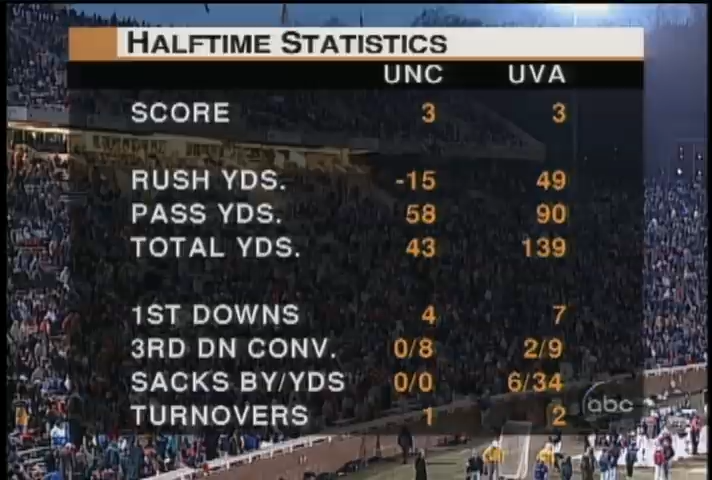 HALFTIME STATISTICS
UNC UVA
SCORE 3 3
RUSH YDS. -15 49
PASS YDS. 58 90
TOTAL YDS. 43 139
1ST DOWNS 4 7
3RD DN CONV. 0/8 2/9
SACKS BY/YDS 0/0 6/34
TURNOVERS 1 2
abc